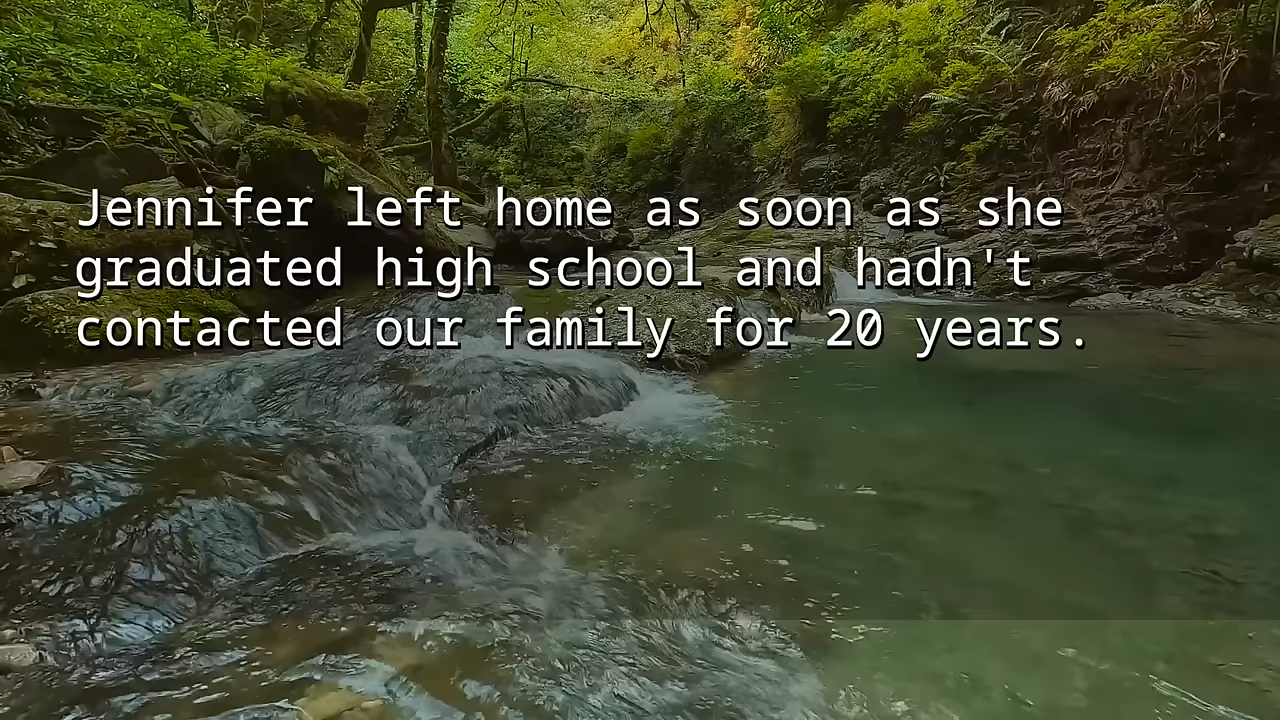 Jennifer left home as soon as she
graduated high school and hadn't
contacted our family for 20 years.